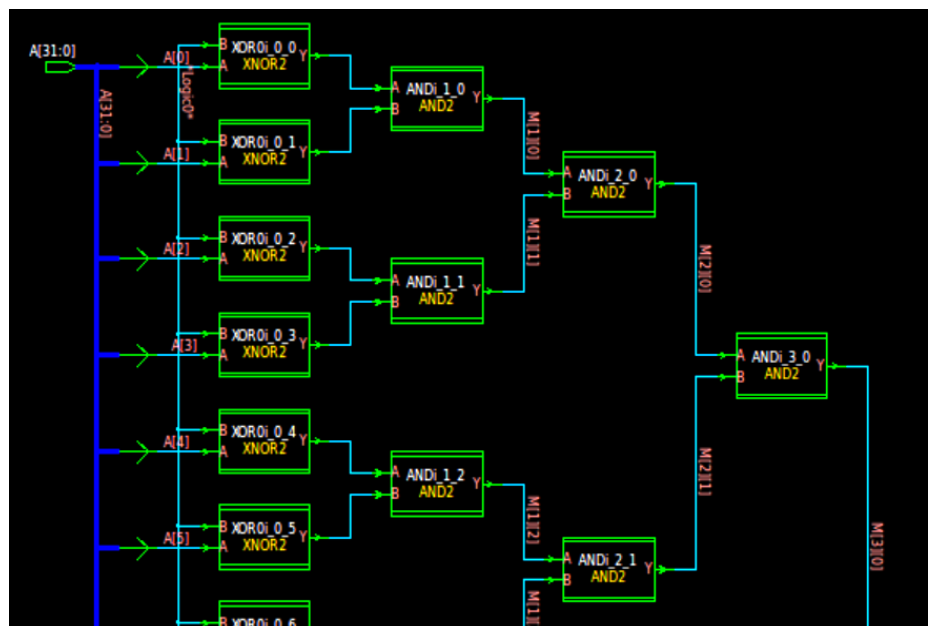 A[31:0]
A[31:0]
A[0]
*Logic0*
B XOR0i_0_0 Y
A XNOR2
A ANDi_1_0 Y
B AND2
M[1][0]
A[1]
B XOR0i_0_1 Y
A XNOR2
A ANDi_2_0 Y
B AND2
A[2]
B XOR0i_0_2 Y
A XNOR2
M[1][1]
M[2][0]
A ANDi_1_1 Y
B AND2
A[3]
B XOR0i_0_3 Y
A XNOR2
A ANDi_3_0 Y
B AND2
A[4]
B XOR0i_0_4 Y
A XNOR2
A ANDi_1_2 Y
B AND2
M[2][1]
M[1][2]
A[5]
B XOR0i_0_5 Y
A XNOR2
A ANDi_2_1 Y
B AND2
M[3][0]
M[1][
B XOR0i_0_6